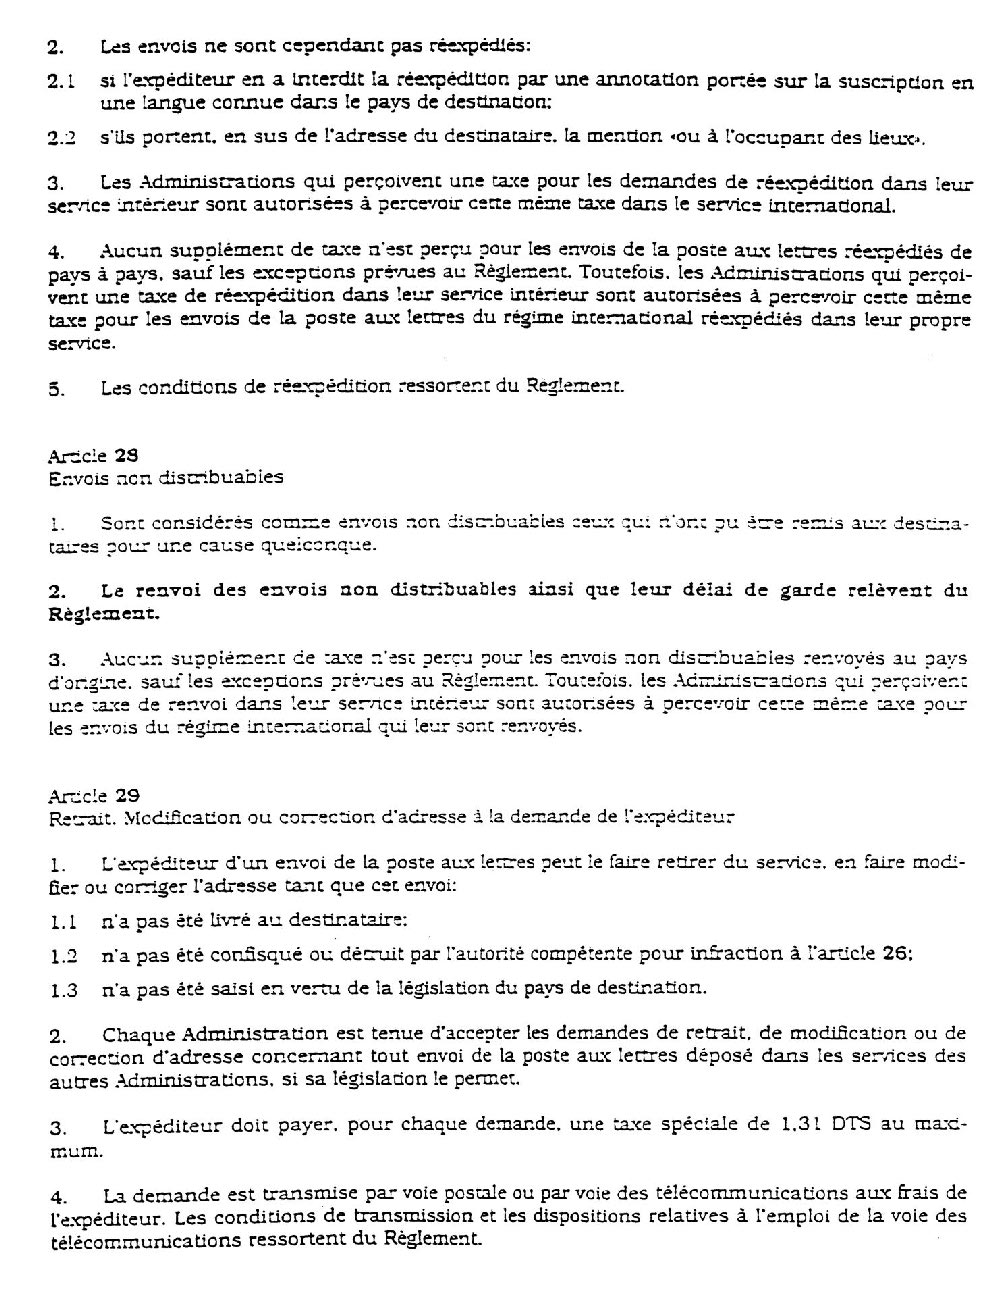 2. Les envois ne sont cependant pas réexpédiés:
2.1 si l'expéditeur en a interdit la réexpédition par une annotation portée sur la suscription en
une langue connue dans le pays de destination;
2.2 s'ils portent, en sus de l'adresse du destinataire, la mention «ou à l'occupant des lieux».
3. Les Administrations qui perçoivent une taxe pour les demandes de réexpédition dans leur
service intérieur sont autorisées à percevoir cette même taxe dans le service international.
4. Aucun supplément de taxe n'est perçu pour les envois de la poste aux lettres réexpédiés de
pays à pays, sauf les exceptions prévues au Règlement. Toutefois, les Administrations qui perçoi-
vent une taxe de réexpédition dans leur service intérieur sont autorisées à percevoir cette même
taxe pour les envois de la poste aux lettres du régime international réexpédiés dans leur propre
service.
5. Les conditions de réexpédition ressortent du Règlement.
Article 28
Envois non distribuables
1. Sont considérés comme envois non distribuables ceux qui n'ont pu être remis aux destina-
taires pour une cause quelconque.
2. Le renvoi des envois non distribuables ainsi que leur délai de garde relèvent du
Règlement.
3. Aucun supplément de taxe n'est perçu pour les envois non distribuables renvoyés au pays
d'origine, sauf les exceptions prévues au Règlement. Toutefois, les Administrations qui perçoivent
une taxe de renvoi dans leur service intérieur sont autorisées à percevoir cette même taxe pour
les envois du régime international qui leur sont renvoyés.
Article 29
Retrait. Modification ou correction d'adresse à la demande de l'expéditeur
1. L'expéditeur d'un envoi de la poste aux lettres peut le faire retirer du service, en faire modi-
fier ou corriger l'adresse tant que cet envoi:
1.1 n'a pas été livré au destinataire;
1.2 n'a pas été confisqué ou détruit par l'autorité compétente pour infraction à l'article 26;
1.3 n'a pas été saisi en vertu de la législation du pays de destination.
2. Chaque Administration est tenue d'accepter les demandes de retrait, de modification ou de
correction d'adresse concernant tout envoi de la poste aux lettres déposé dans les services des
autres Administrations, si sa législation le permet.
3. L'expéditeur doit payer, pour chaque demande, une taxe spéciale de 1,31 DTS au maxi-
mum.
4. La demande est transmise par voie postale ou par voie des télécommunications aux frais de
l'expéditeur. Les conditions de transmission et les dispositions relatives à l'emploi de la voie des
télécommunications ressortent du Règlement.